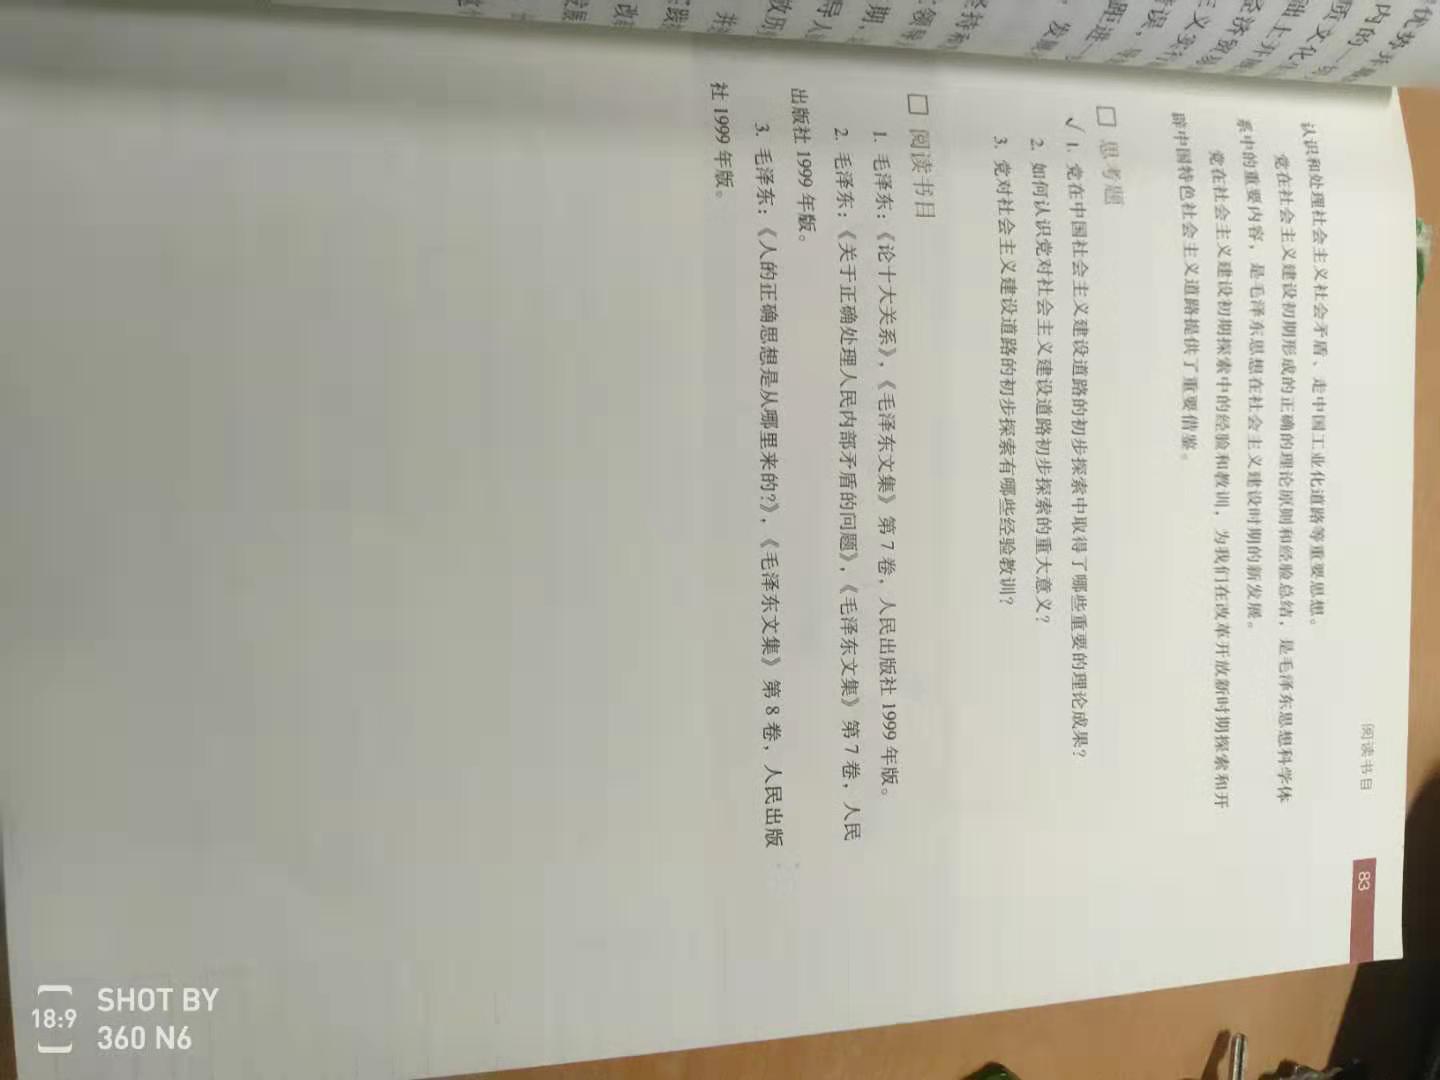 阅读书目
83
认识和处理社会主义社会矛盾、走中国工业化道路等重要思想。
党在社会主义建设初期形成的正确的理论原则和经验总结，是毛泽东思想科学体
系中的重要内容，是毛泽东思想在社会主义建设时期的新发展。
党在社会主义建设初期探索中的经验和教训，为我们在改革开放新时期探索和开
辟中国特色社会主义道路提供了重要借鉴。
思考题
√ 1. 党在中国社会主义建设道路的初步探索中取得了哪些重要的理论成果？
2. 如何认识党对社会主义建设道路初步探索的重大意义？
3. 党对社会主义建设道路的初步探索有哪些经验教训？
阅读书目
1. 毛泽东：《论十大关系》，《毛泽东文集》第 7 卷，人民出版社 1999 年版。
2. 毛泽东：《关于正确处理人民内部矛盾的问题》，《毛泽东文集》第 7 卷，人民
出版社 1999 年版。
3. 毛泽东：《人的正确思想是从哪里来的？》，《毛泽东文集》第 8 卷，人民出版
社 1999 年版。
18:9
SHOT BY
360 N6